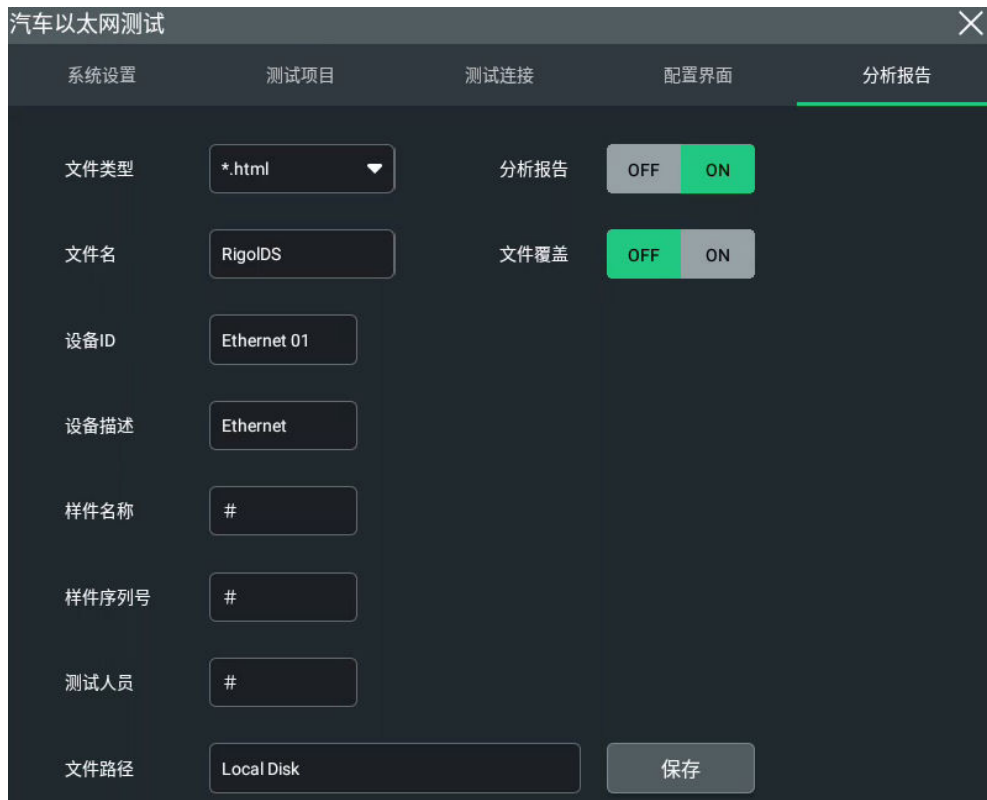 汽车以太网测试
系统设置 测试项目 测试连接 配置界面 分析报告
文件类型 *.html 分析报告 OFF ON
文件名 RigolDS 文件覆盖 OFF ON
设备ID Ethernet 01
设备描述 Ethernet
样件名称 #
样件序列号 #
测试人员 #
文件路径 Local Disk 保存